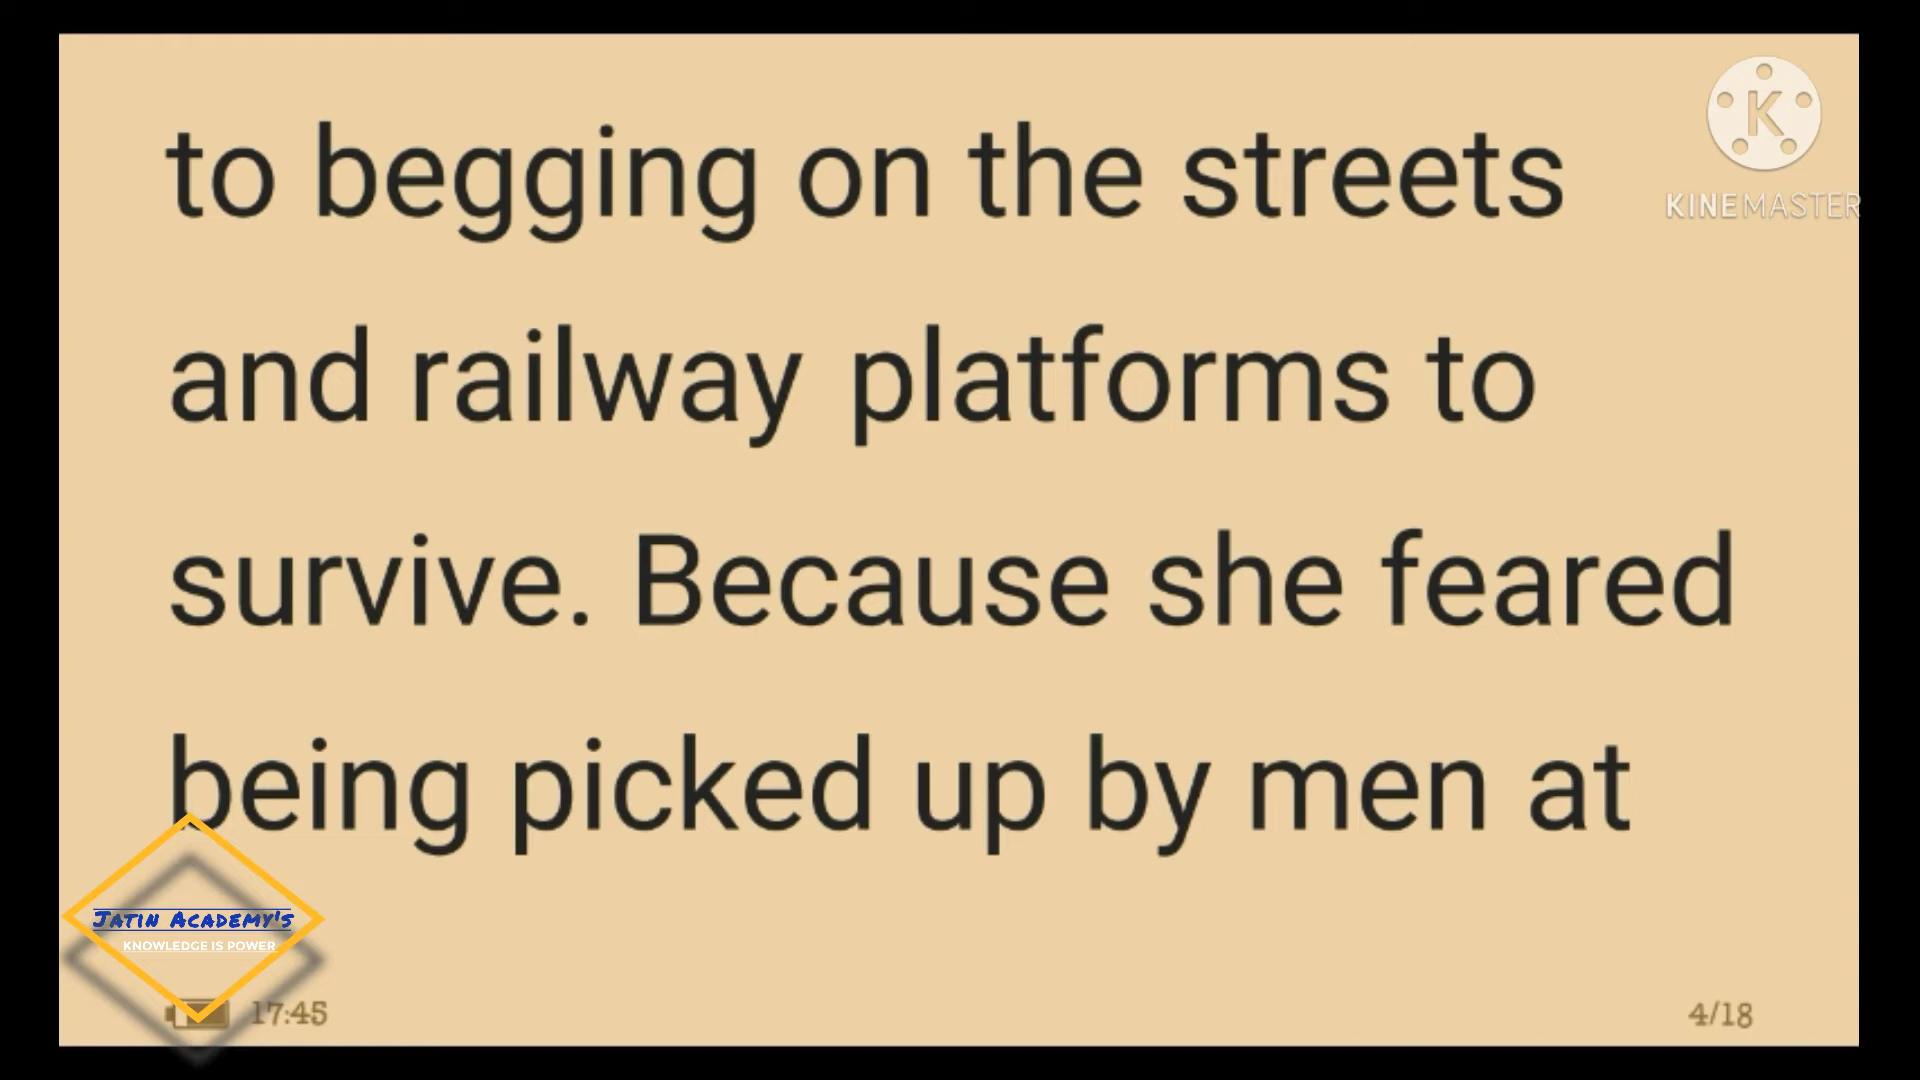 to begging on the streets
K
KINEMASTER
and railway platforms to
survive. Because she feared
being picked up by men at
JATIN ACADEMY'S
KNOWLEDGE IS POWER
17:45
4/18